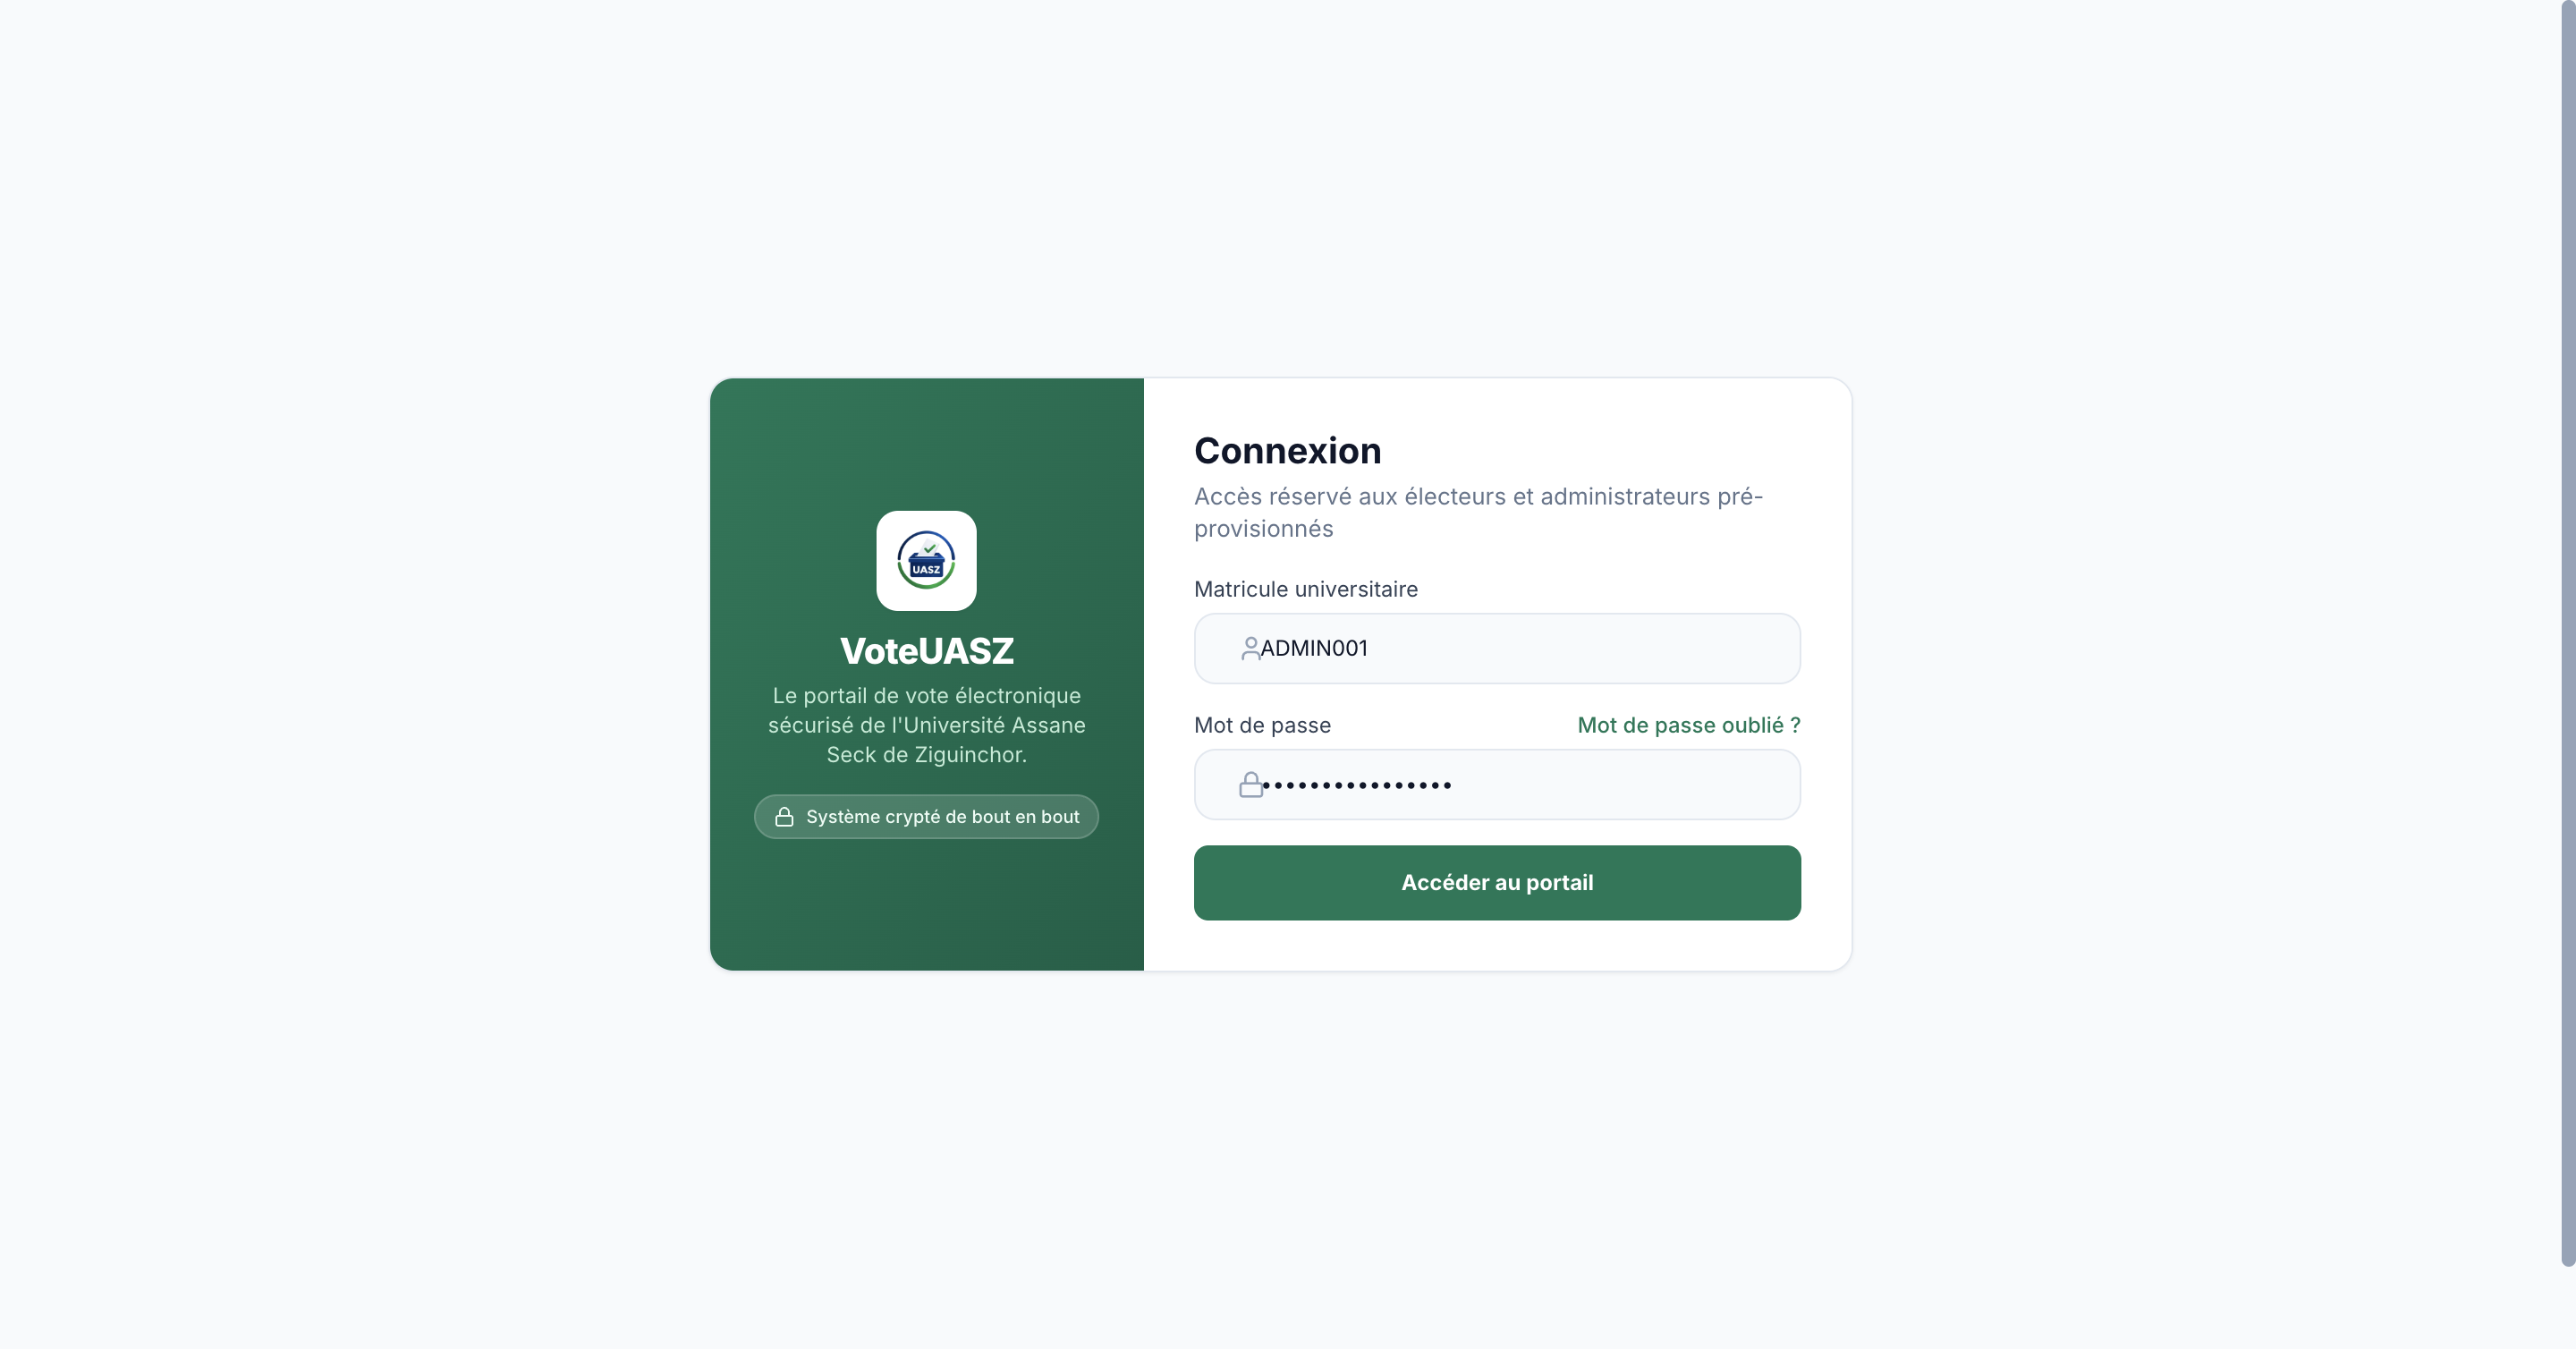 UASZ
VoteUASZ
Le portail de vote électronique
sécurisé de l'Université Assane
Seck de Ziguinchor.
Système crypté de bout en bout
Connexion
Accès réservé aux électeurs et administrateurs pré-
provisionnés
Matricule universitaire
ADMIN001
Mot de passe
Mot de passe oublié ?
••••••••••••••••
Accéder au portail